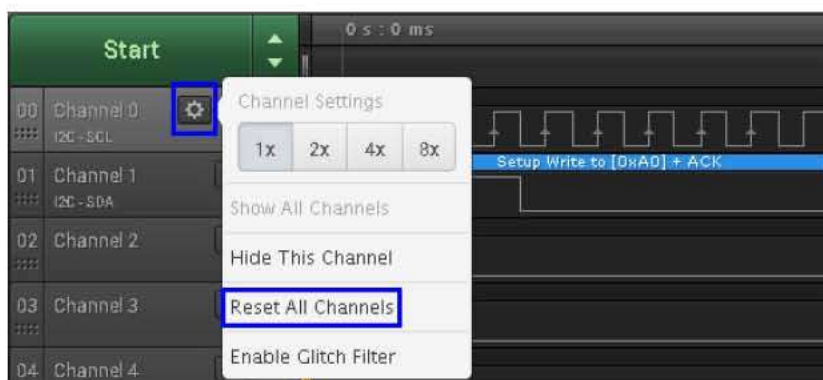 Start
0 s : 0 ms
00 Channel 0
I2C - SCL
01 Channel 1
I2C - SDA
02 Channel 2
03 Channel 3
04 Channel 4
Channel Settings
1x 2x 4x 8x
Show All Channels
Hide This Channel
Reset All Channels
Enable Glitch Filter
Setup Write to [0xA0] + ACK